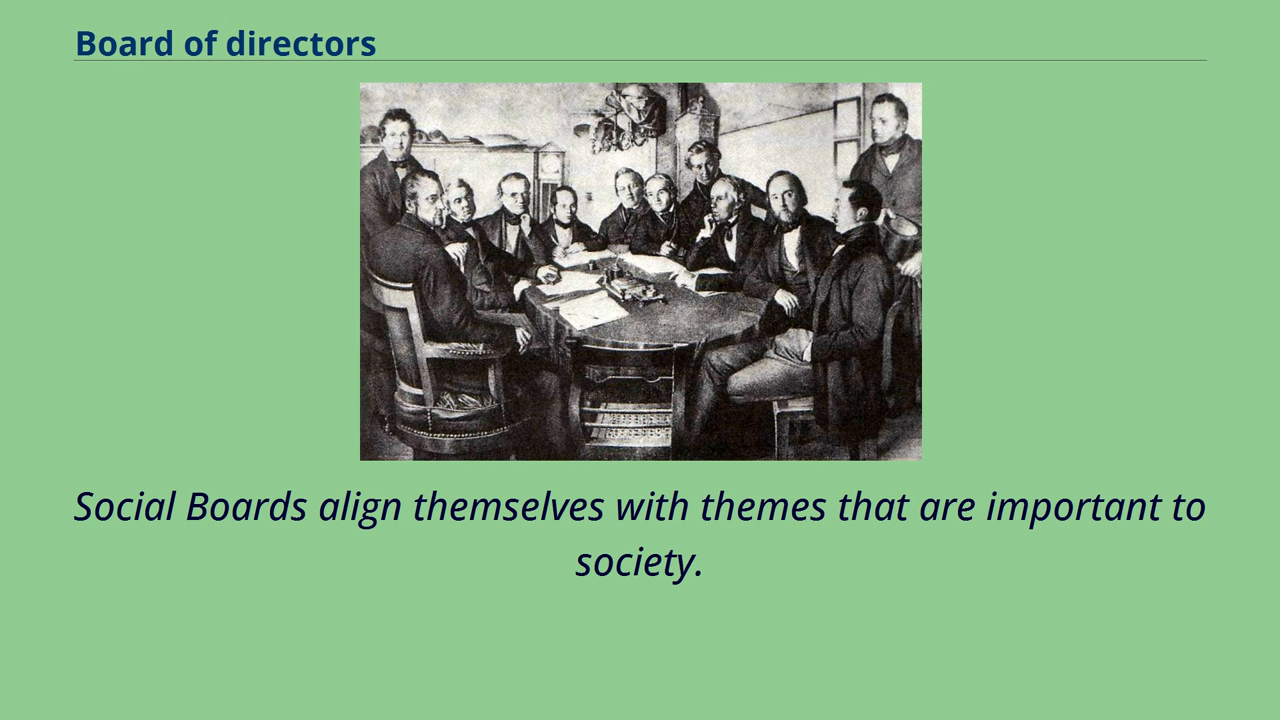 Board of directors
Social Boards align themselves with themes that are important to
society.